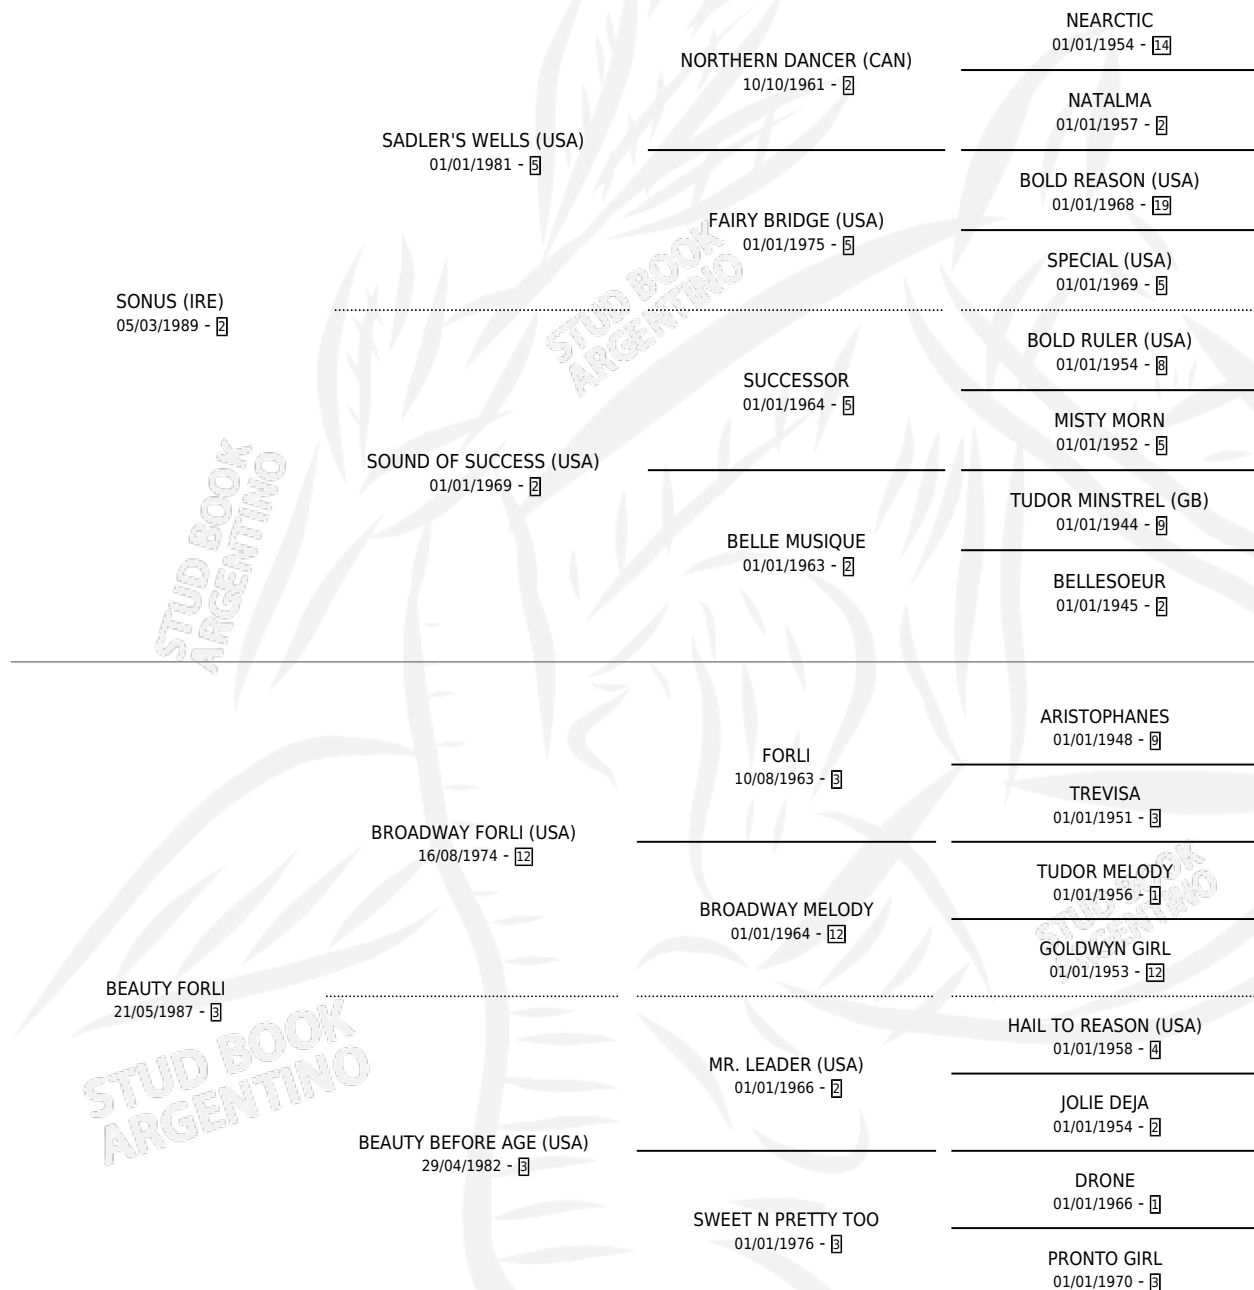 NEARCTIC
01/01/1954 - 14
NORTHERN DANCER (CAN)
10/10/1961 - 2
NATALMA
01/01/1957 - 2
SADLER'S WELLS (USA)
01/01/1981 - 5
BOLD REASON (USA)
01/01/1968 - 19
FAIRY BRIDGE (USA)
01/01/1975 - 5
SPECIAL (USA)
01/01/1969 - 5
STUD BOOK
ARGENTINO
SONUS (IRE)
05/03/1989 - 2
BOLD RULER (USA)
01/01/1954 - 8
SUCCESSOR
01/01/1964 - 5
MISTY MORN
01/01/1952 - 5
SOUND OF SUCCESS (USA)
01/01/1969 - 2
TUDOR MINSTREL (GB)
01/01/1944 - 9
BELLE MUSIQUE
01/01/1963 - 2
BELLESOEUR
01/01/1945 - 2
STUD BOOK
ARGENTINO
ARISTOPHANES
01/01/1948 - 9
FORLI
10/08/1963 - 3
TREVISA
01/01/1951 - 3
BROADWAY FORLI (USA)
16/08/1974 - 12
TUDOR MELODY
01/01/1956 - 1
BROADWAY MELODY
01/01/1964 - 12
GOLDWYN GIRL
01/01/1953 - 12
STUD BOOK
ARGENTINO
BEAUTY FORLI
21/05/1987 - 3
HAIL TO REASON (USA)
01/01/1958 - 4
MR. LEADER (USA)
01/01/1966 - 2
JOLIE DEJA
01/01/1954 - 2
STUD BOOK
ARGENTINO
BEAUTY BEFORE AGE (USA)
29/04/1982 - 3
DRONE
01/01/1966 - 1
SWEET N PRETTY TOO
01/01/1976 - 3
PRONTO GIRL
01/01/1970 - 3